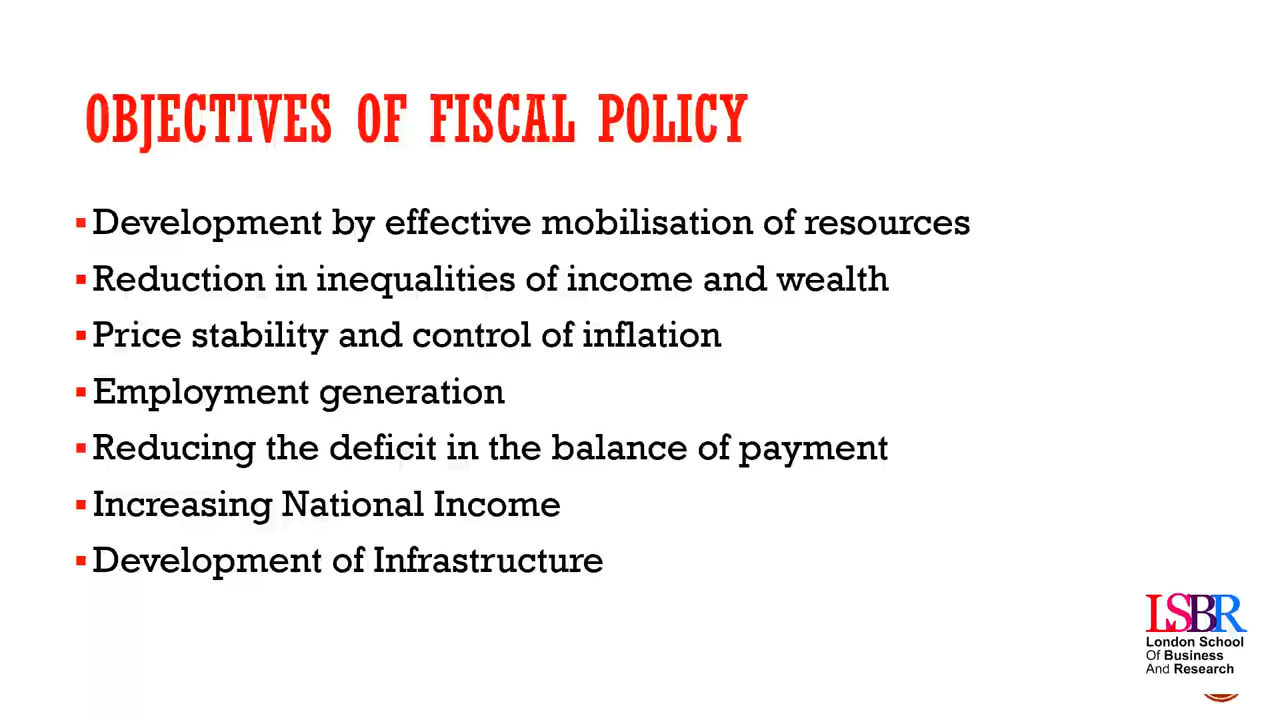 OBJECTIVES OF FISCAL POLICY
▪Development by effective mobilisation of resources
▪Reduction in inequalities of income and wealth
▪Price stability and control of inflation
▪Employment generation
▪Reducing the deficit in the balance of payment
▪Increasing National Income
▪Development of Infrastructure
LSBR
London School
Of Business
And Research